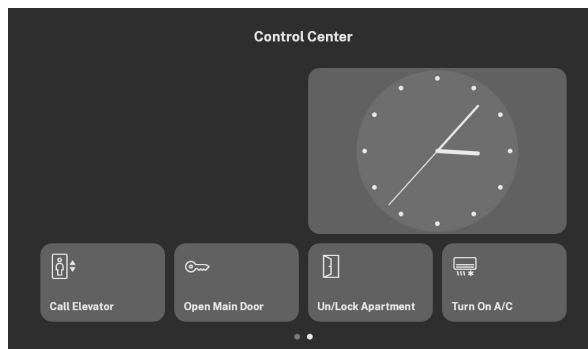 Control Center
Call Elevator
Open Main Door
Un/Lock Apartment
Turn On A/C